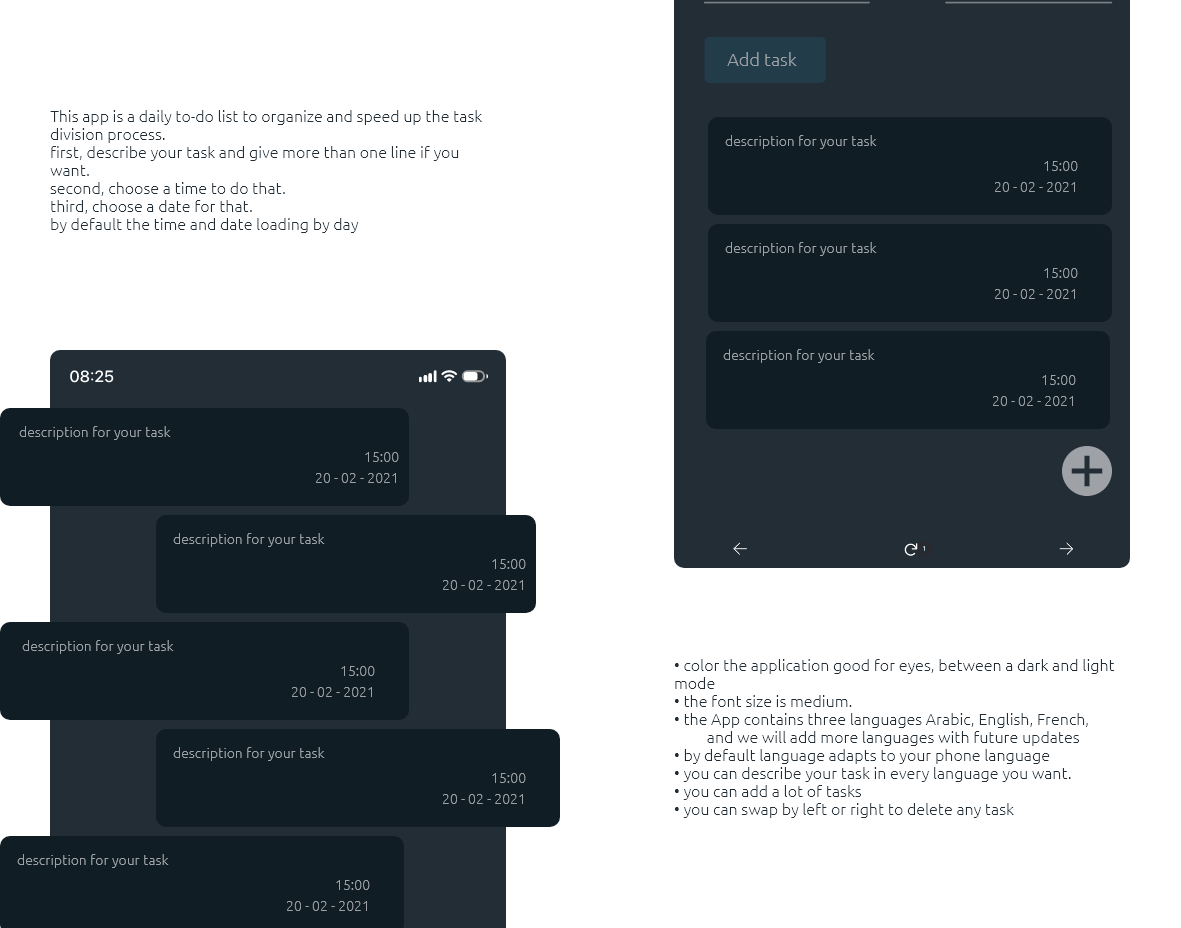 This app is a daily to-do list to organize and speed up the task
division process.
first, describe your task and give more than one line if you
want.
second, choose a time to do that.
third, choose a date for that.
by default the time and date loading by day
08:25
description for your task
15:00
20 - 02 - 2021
description for your task
15:00
20 - 02 - 2021
description for your task
15:00
20 - 02 - 2021
description for your task
15:00
20 - 02 - 2021
description for your task
15:00
20 - 02 - 2021
Add task
description for your task
15:00
20 - 02 - 2021
description for your task
15:00
20 - 02 - 2021
description for your task
15:00
20 - 02 - 2021
1
• color the application good for eyes, between a dark and light
mode
• the font size is medium.
• the App contains three languages Arabic, English, French,
and we will add more languages with future updates
• by default language adapts to your phone language
• you can describe your task in every language you want.
• you can add a lot of tasks
• you can swap by left or right to delete any task